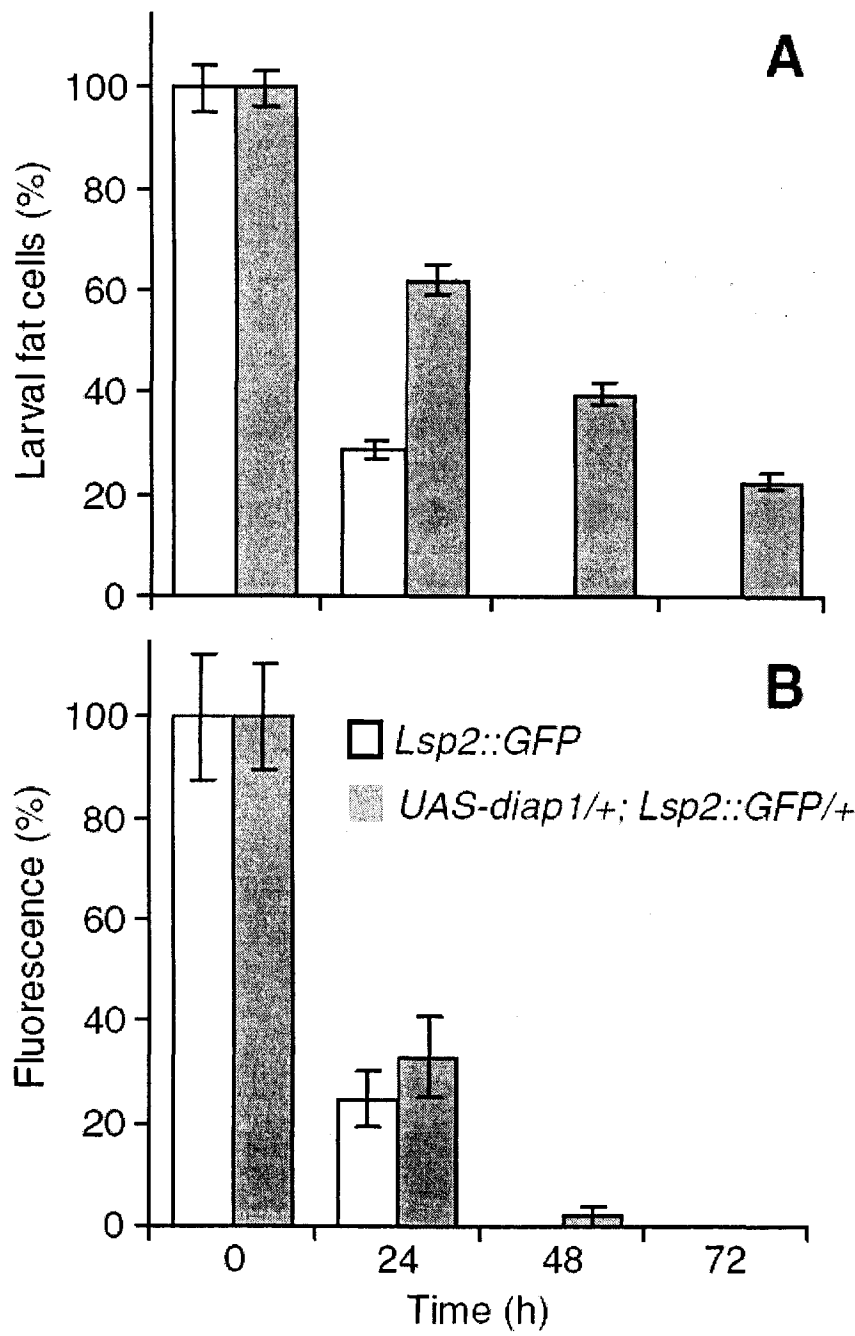 A
Larval fat cells (%)
100
80
60
40
20
0
B
Fluorescence (%)
100
80
60
40
20
0
Lsp2::GFP
UAS-diap1/+; Lsp2::GFP/+
0 24 48 72
Time (h)